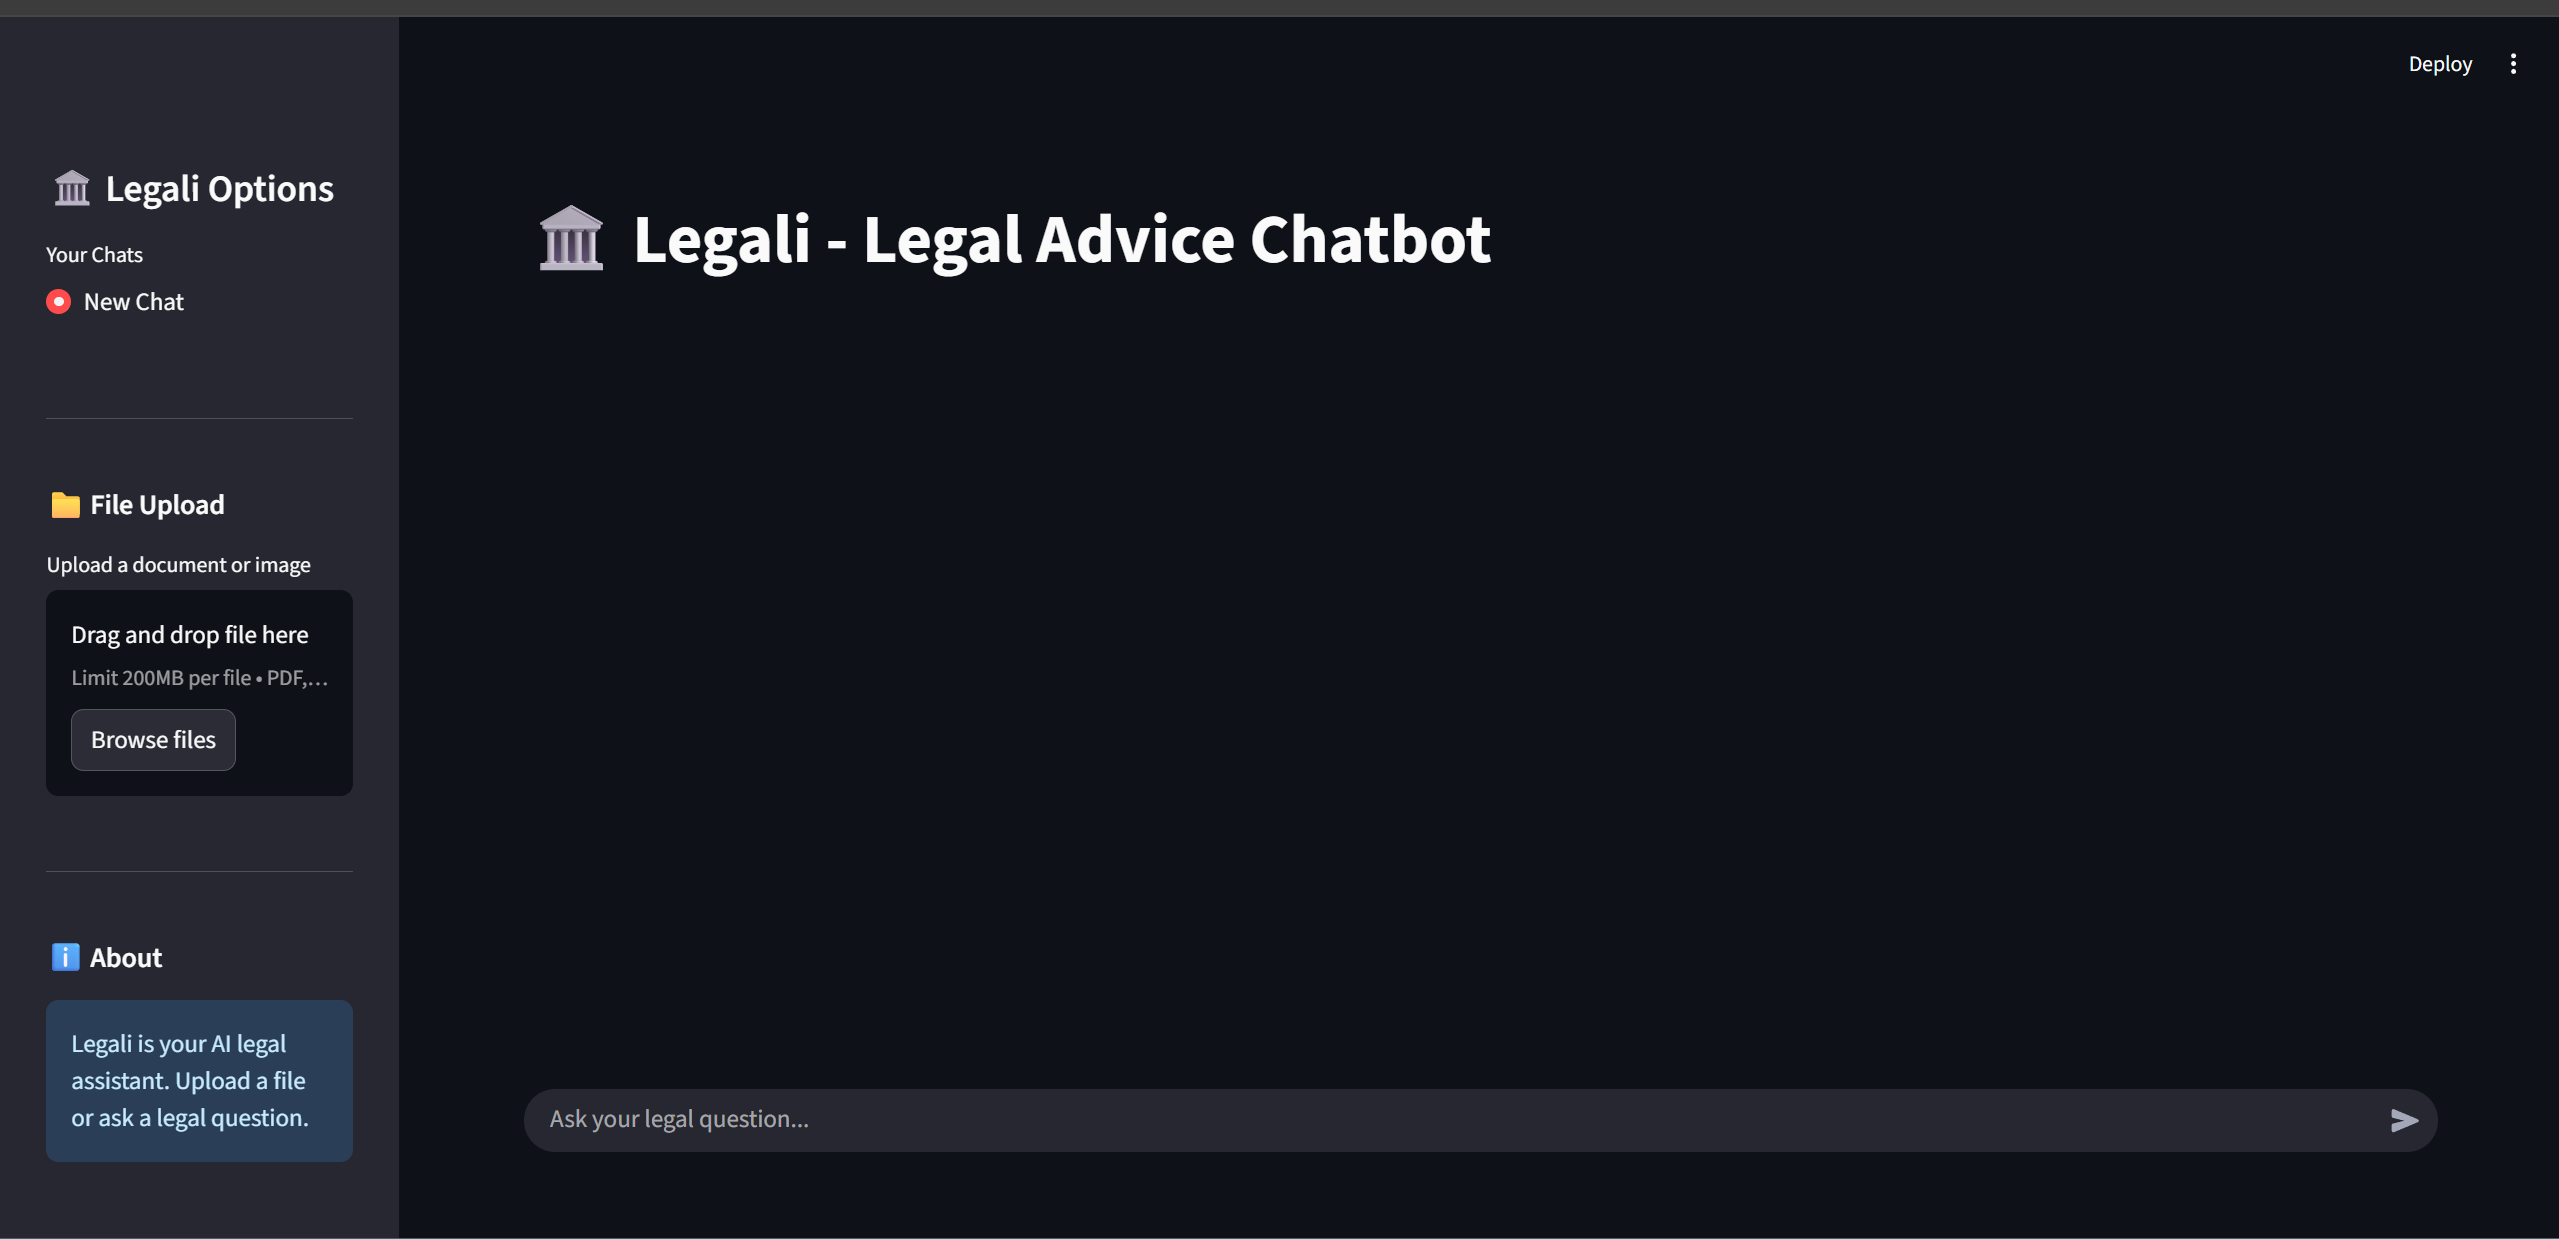 Deploy
Legali Options
Your Chats
New Chat
File Upload
Upload a document or image
Drag and drop file here
Limit 200MB per file • PDF,...
Browse files
About
Legali is your AI legal
assistant. Upload a file
or ask a legal question.
Legali - Legal Advice Chatbot
Ask your legal question...